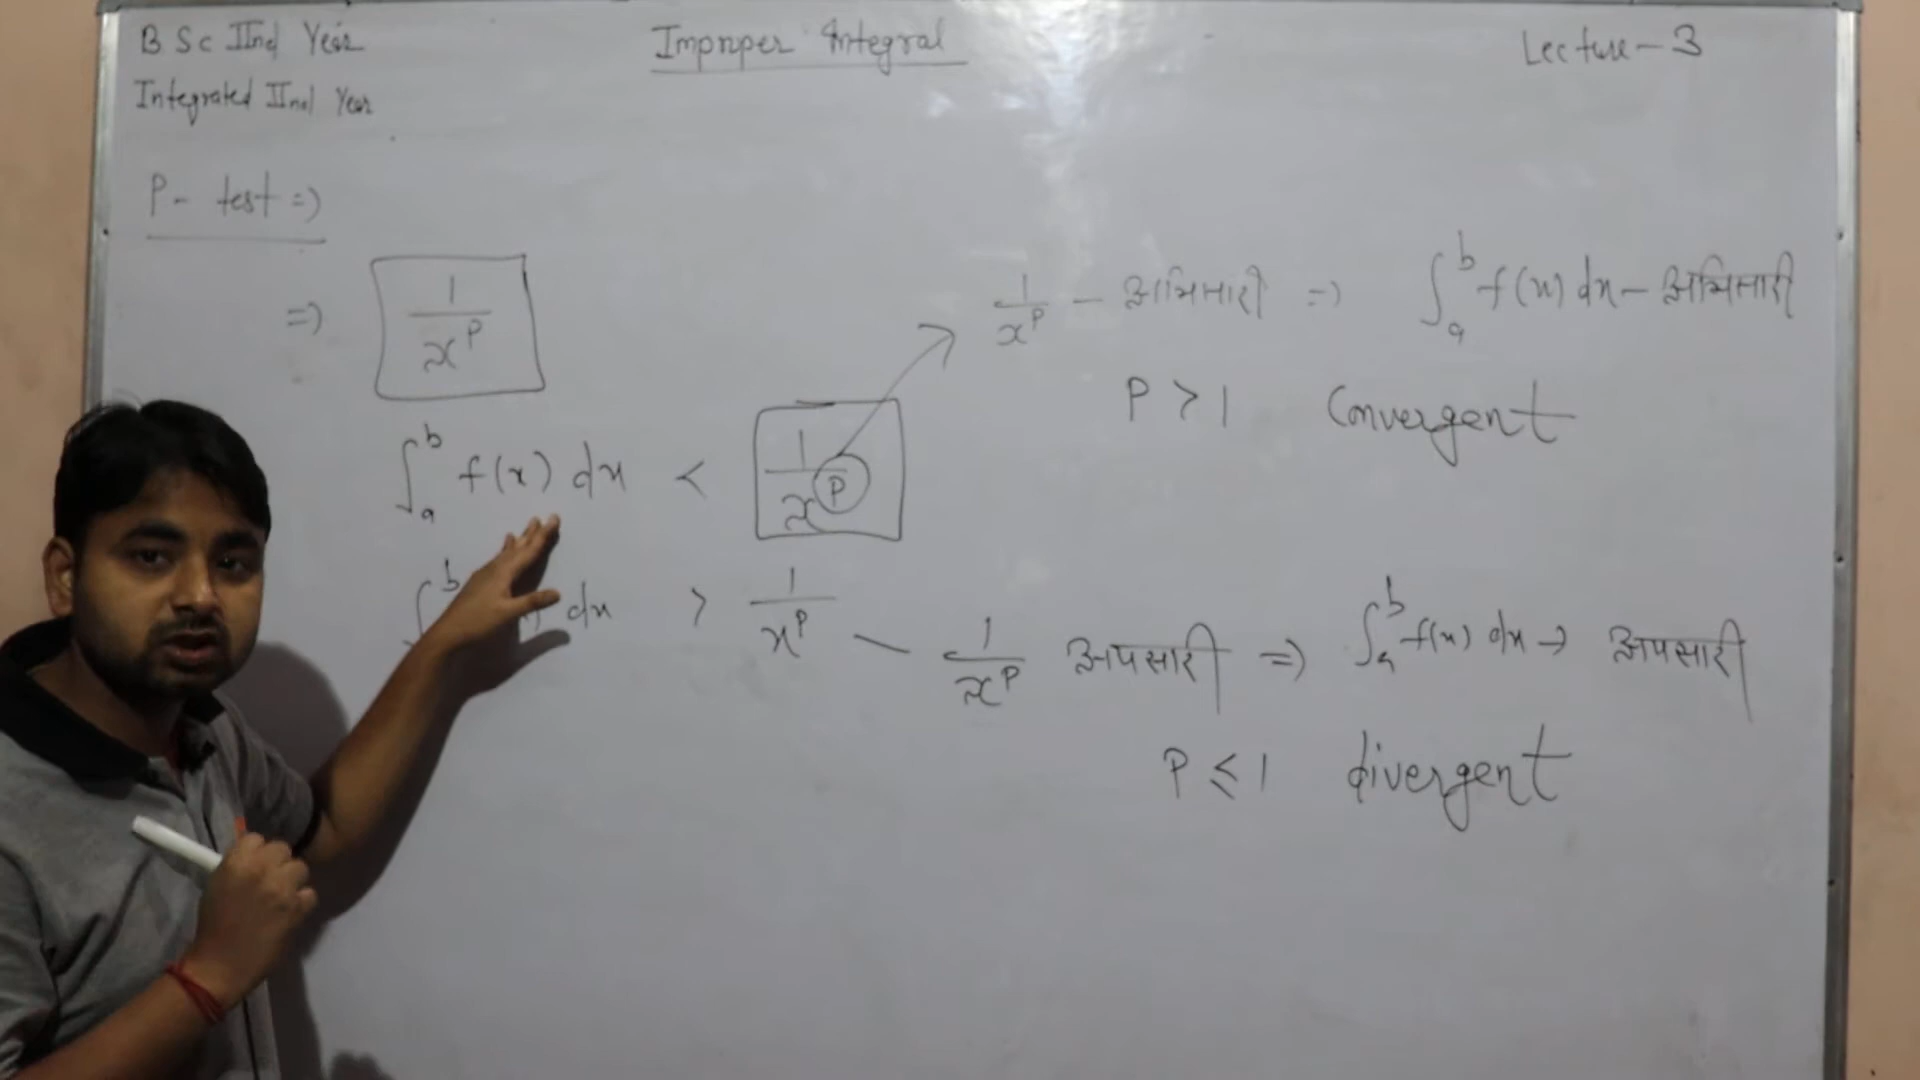 BSc IInd Year
Improper Integral
Lecture-3
Integrated IInd Year
P- test =>
=> 1/x^P
1/x^P - अभिसारी => ∫_a^b f(x) dx - अभिसारी
P > 1 Convergent
∫_a^b f(x) dx < 1/x^P
∫^b dx > 1/x^P - 1/x^P अपसारी => ∫_a^b f(x) dx → अपसारी
P ≤ 1 divergent